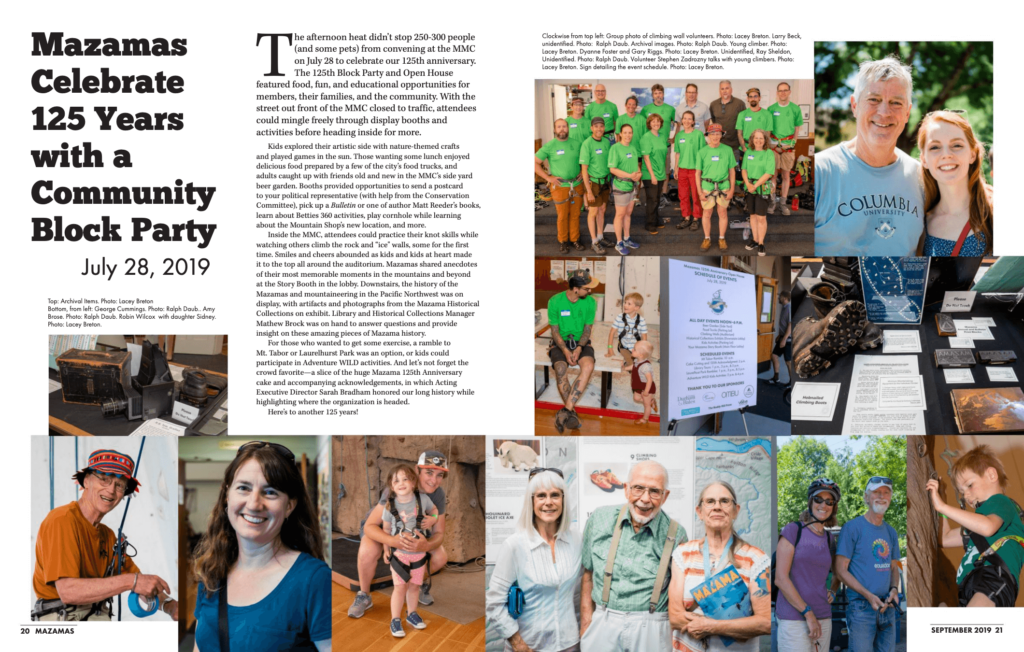 Mazamas
Celebrate
125 Years
with a
Community
Block Party
July 28, 2019
Top: Archival Items. Photo: Lacey Breton
Bottom, from left: George Cummings. Photo: Ralph Daub.. Amy
Brose. Photo: Ralph Daub. Robin Wilcox with daughter Sidney.
Photo: Lacey Breton.
The afternoon heat didn't stop 250-300 people
(and some pets) from convening at the MMC
on July 28 to celebrate our 125th anniversary.
The 125th Block Party and Open House
featured food, fun, and educational opportunities for
members, their families, and the community. With the
street out front of the MMC closed to traffic, attendees
could mingle freely through display booths and
activities before heading inside for more.
Kids explored their artistic side with nature-themed crafts
and played games in the sun. Those wanting some lunch enjoyed
delicious food prepared by a few of the city's food trucks, and
adults caught up with friends old and new in the MMC's side yard
beer garden. Booths provided opportunities to send a postcard
to your political representative (with help from the Conservation
Committee), pick up a Bulletin or one of author Matt Reeder's books,
learn about Betties 360 activities, play cornhole while learning
about the Mountain Shop's new location, and more.
Inside the MMC, attendees could practice their knot skills while
watching others climb the rock and "ice" walls, some for the first
time. Smiles and cheers abounded as kids and kids at heart made
it to the top all around the auditorium. Mazamas shared anecdotes
of their most memorable moments in the mountains and beyond
at the Story Booth in the lobby. Downstairs, the history of the
Mazamas and mountaineering in the Pacific Northwest was on
display, with artifacts and photographs from the Mazama Historical
Collections on exhibit. Library and Historical Collections Manager
Mathew Brock was on hand to answer questions and provide
insight on these amazing pieces of Mazama history.
For those who wanted to get some exercise, a ramble to
Mt. Tabor or Laurelhurst Park was an option, or kids could
participate in Adventure WILD activities. And let's not forget the
crowd favorite—a slice of the huge Mazama 125th Anniversary
cake and accompanying acknowledgements, in which Acting
Executive Director Sarah Bradham honored our long history while
highlighting where the organization is headed.
Here's to another 125 years!
Clockwise from top left: Group photo of climbing wall volunteers. Photo: Lacey Breton. Larry Beck,
unidentified. Photo: Ralph Daub. Archival images. Photo: Ralph Daub. Young climber. Photo:
Lacey Breton. Dyanne Foster and Gary Riggs. Photo: Lacey Breton. Unidentified, Ray Sheldon,
Unidentified. Photo: Ralph Daub. Volunteer Stephen Zadrozny talks with young climbers. Photo:
Lacey Breton. Sign detailing the event schedule. Photo: Lacey Breton.
COLUMBIA
UNIVERSITY
SCHEDULE OF EVENTS
ALL DAY EVENTS
SCHEDULED EVENTS
THANK YOU TO OUR SPONSORS
Hobnailed
Climbing Boots
Please
Do Not Touch
CLIMBING
MAZAMA
20 MAZAMAS
SEPTEMBER 2019 21